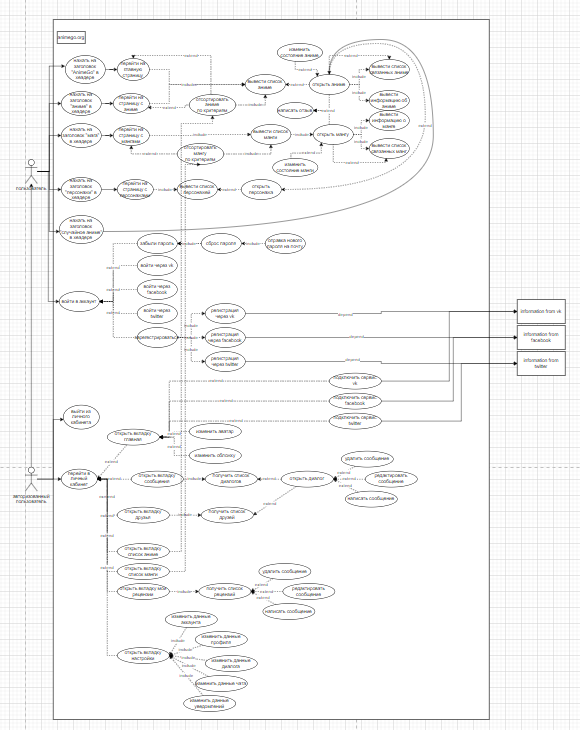 animego.org
нажать на
заголовок
"AnimeGo" в
хеадере
перейти на
главную
страницу
изменить
состояние аниме
вывести список
аниме
открыть аниме
вывести список
связанных аниме
нажать на
заголовок
"аниме" в
хеадере
перейти на
страницу с
аниме
отсортировать
аниме
по критериям
написать отзыв
вывести
информацию об
аниме
вывести
информацию о
манге
нажать на
хеадере
перейти на
страницу с
вывести список
манги
открыть мангу
вывести список
связанных манг
отсортировать
мангу
по критериям
изменить
состояние манги
пользователь
нажать на
заголовок
"персонажи" в
хеадере
перейти на
страницу с
персонажами
вывести список
персонажей
открыть
персонажа
нажать на
заголовок
"случайное аниме"
в хеадере
забыли пароль
сброс пароля
отправка нового
пароля на почту
войти через vk
войти через
facebook
войти в аккаунт
войти через
twitter
зарегистрироваться
регистрация
через vk
регистрация
через facebook
регистрация
через twitter
depend
depend
depend
information from vk
information from
facebook
information from
twitter
подключить сервис
vk
подключить сервис
facebook
подключить сервис
twitter
выйти из
личного
кабинета
открыть вкладку
главная
изменить аватар
изменить обложку
авторизованный
пользователь
перейти в
личный
кабинет
открыть вкладку
сообщения
получить список
диалогов
открыть диалог
удалить сообщение
редактировать
сообщение
написать сообщение
открыть вкладку
друзья
получить список
друзей
открыть вкладку
список аниме
открыть вкладку
список манги
открыть вкладку мои
рецензии
получить список
рецензий
удалить сообщение
редактировать
сообщение
написать сообщение
открыть вкладку
настройки
изменить данные
аккаунта
изменить данные
профиля
изменить данные
диалога
изменить данные чата
изменить данные
уведомлений